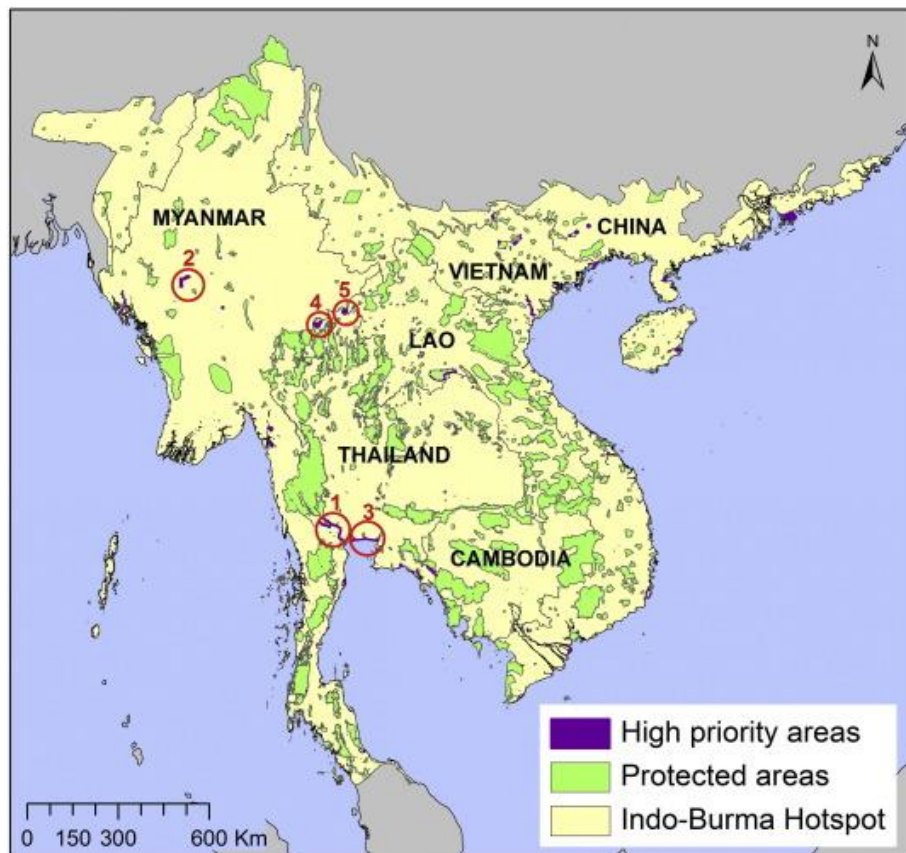 N
MYANMAR
CHINA
2
VIETNAM
5
4
LAO
THAILAND
1
3
CAMBODIA
High priority areas
Protected areas
Indo-Burma Hotspot
0 150 300 600 Km